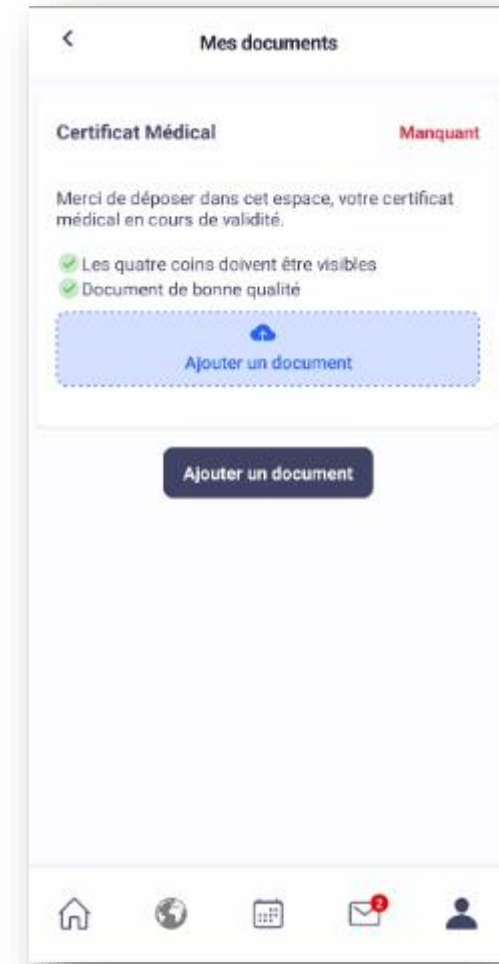 Mes documents
Certificat Médical Manquant
Merci de déposer dans cet espace, votre certificat
médical en cours de validité.
Les quatre coins doivent être visibles
Document de bonne qualité
Ajouter un document
Ajouter un document
2